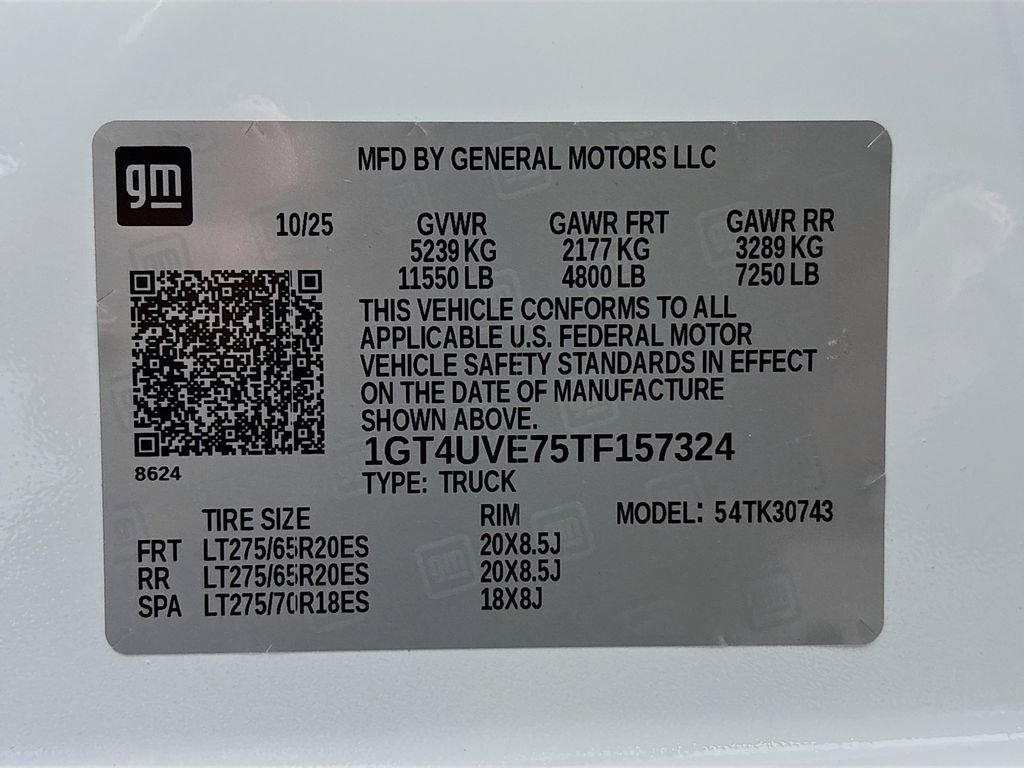 gm
MFD BY GENERAL MOTORS LLC
10/25 GVWR GAWR FRT GAWR RR
5239 KG 2177 KG 3289 KG
11550 LB 4800 LB 7250 LB
THIS VEHICLE CONFORMS TO ALL
APPLICABLE U.S. FEDERAL MOTOR
VEHICLE SAFETY STANDARDS IN EFFECT
ON THE DATE OF MANUFACTURE
SHOWN ABOVE.
1GT4UVE75TF157324
8624
TYPE: TRUCK
TIRE SIZE RIM MODEL: 54TK30743
FRT LT275/65R20ES 20X8.5J
RR LT275/65R20ES 20X8.5J
SPA LT275/70R18ES 18X8J